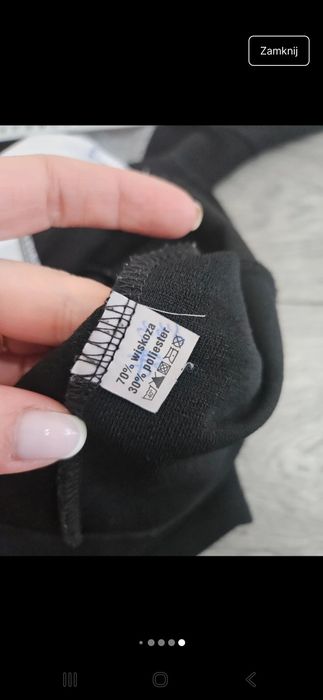 Zamknij
70% wiskoza
30% poliester